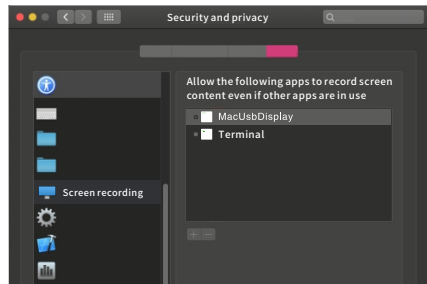 Security and privacy
Allow the following apps to record screen
content even if other apps are in use
MacUsbDisplay
Terminal
Screen recording